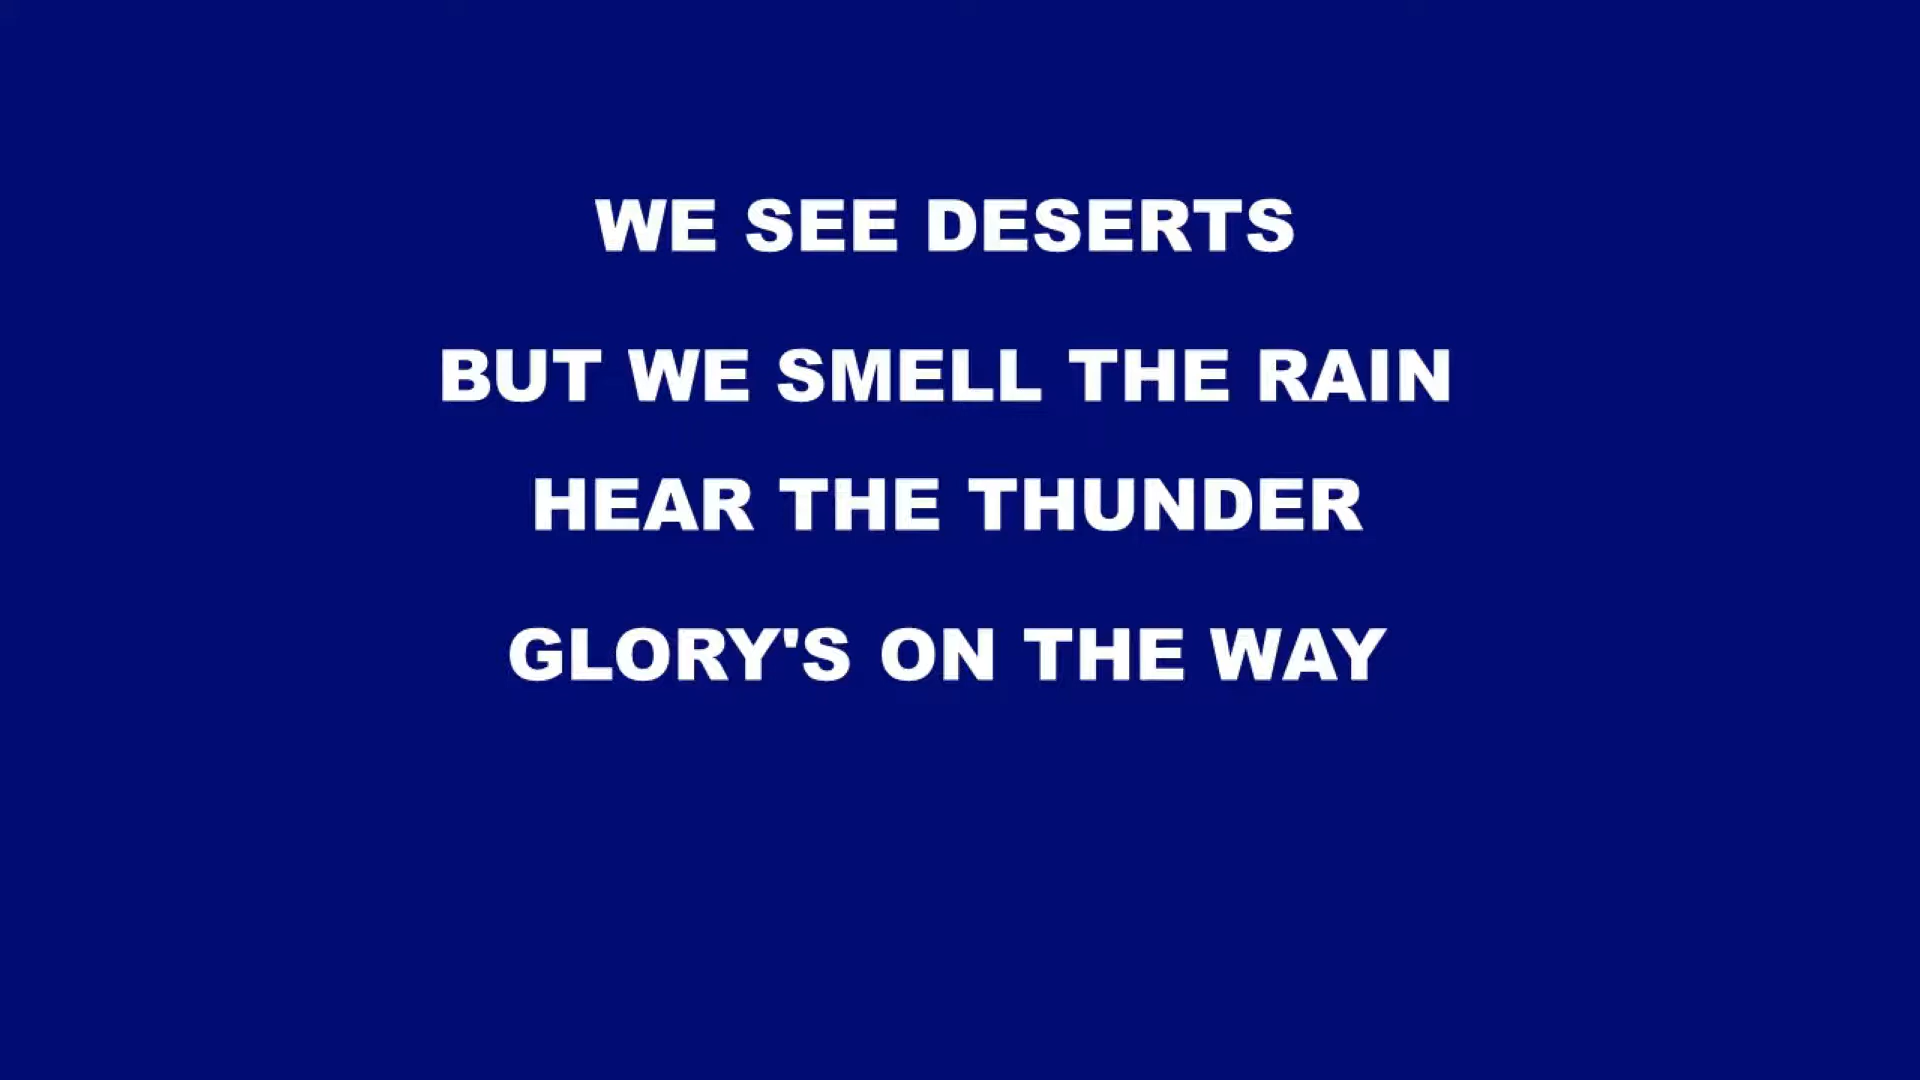 WE SEE DESERTS
BUT WE SMELL THE RAIN
HEAR THE THUNDER
GLORY'S ON THE WAY